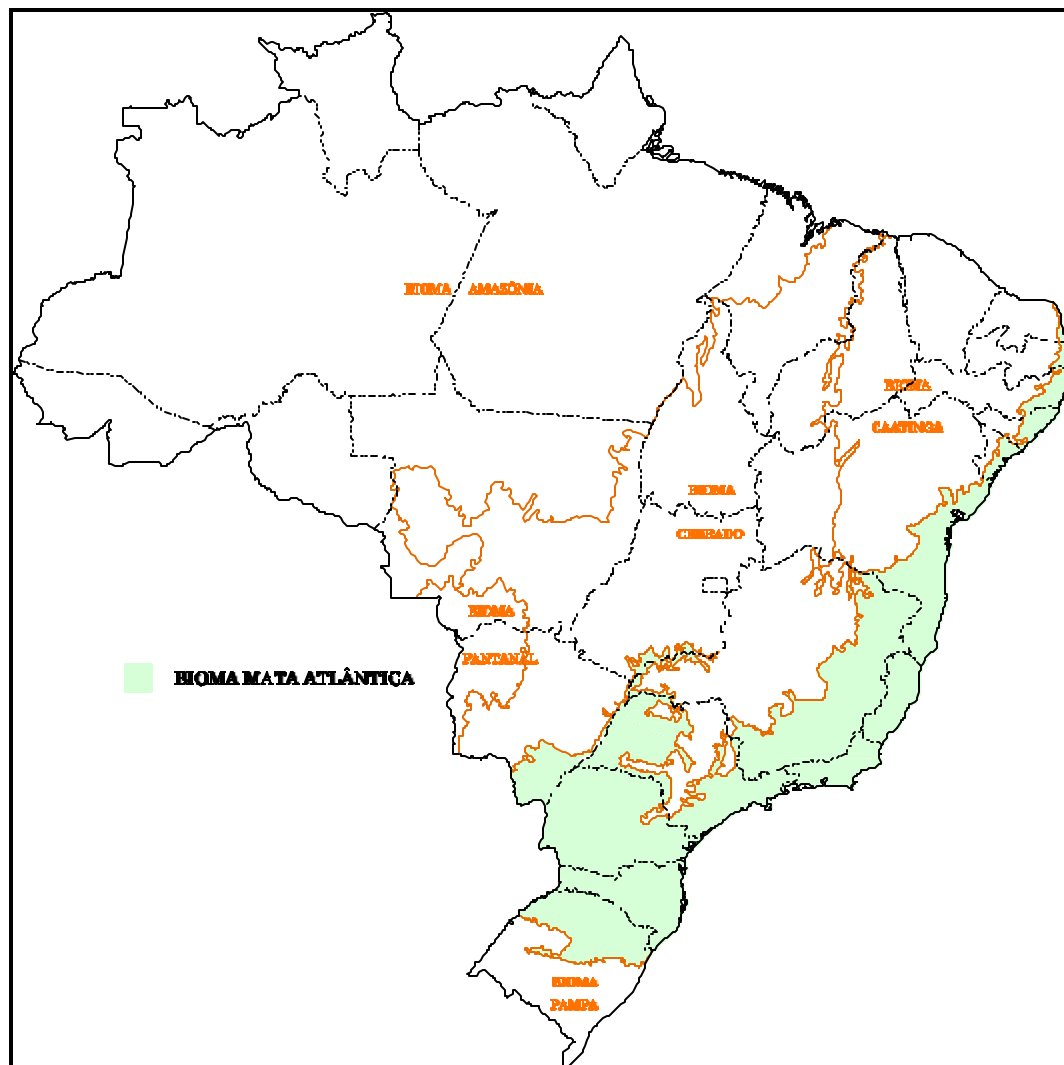 BIOMA AMAZÔNIA
BIOMA
CAATINGA
BIOMA
CERRADO
BIOMA
PANTANAL
BIOMA MATA ATLÂNTICA
BIOMA
PAMPA